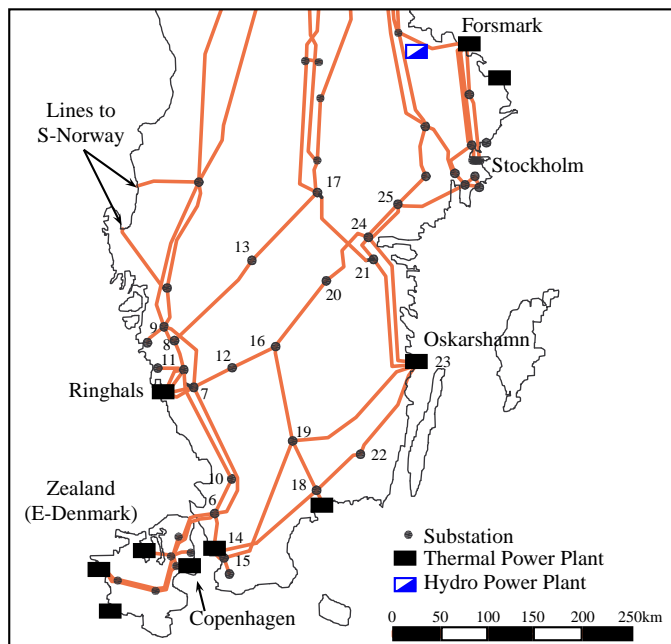 Forsmark
Lines to
S-Norway
Stockholm
17
25
24
13
21
20
9
8
16
Oskarshamn
11
12
23
Ringhals
7
19
22
10
18
Zealand
(E-Denmark)
6
14
15
Copenhagen
Substation
Thermal Power Plant
Hydro Power Plant
0 50 100 150 200 250km